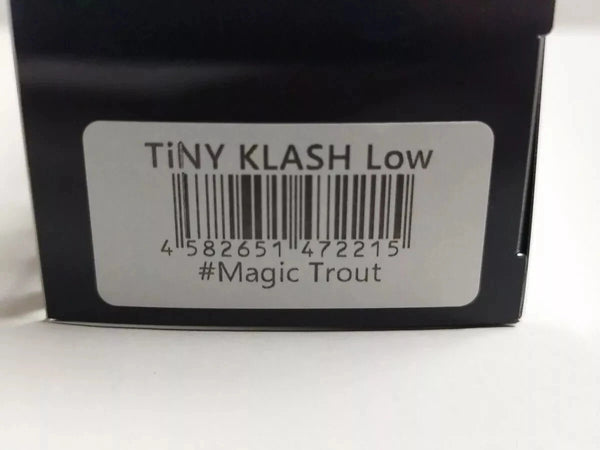 TiNY KLASH Low
4 582651 472215
#Magic Trout